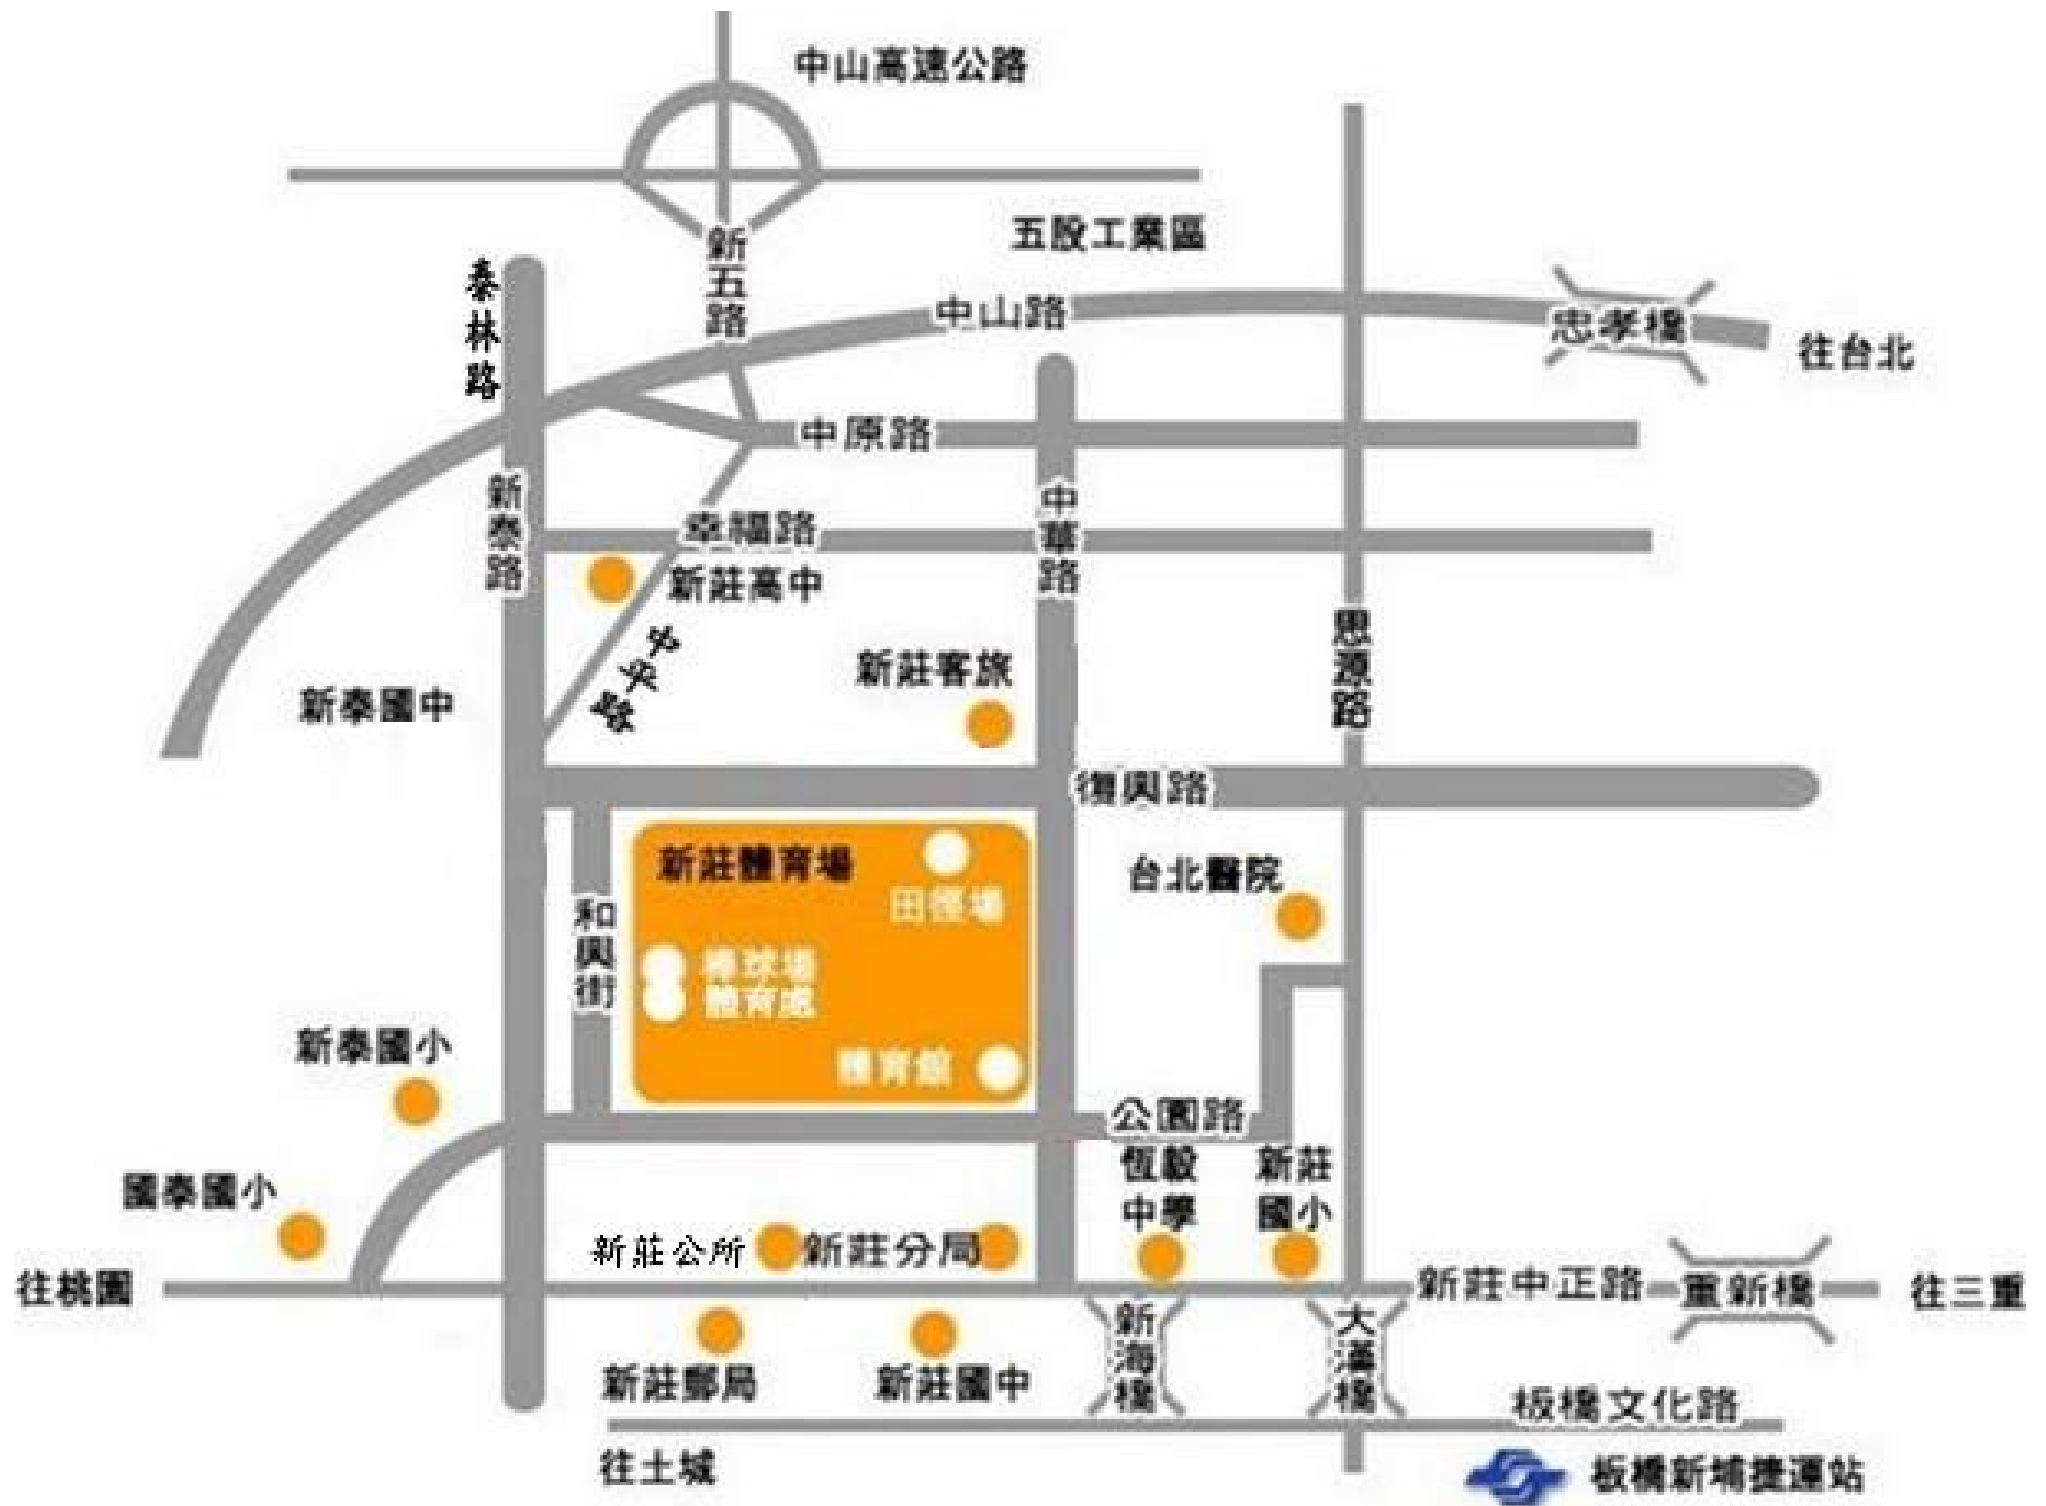 中山高速公路
五股工業區
新五路
泰林路
中山路
忠孝橋
往台北
中原路
新泰路
中華路
幸福路
新莊高中
中央路
思源路
新莊客旅
新泰國中
復興路
新莊體育場
田徑場
台北醫院
和興街
棒球場
體育處
新泰國小
體育館
公園路
恆毅
中學
新莊
國小
國泰國小
新莊公所
新莊分局
往桃園
新莊中正路
重新橋
往三重
新海橋
大漢橋
新莊郵局
新莊國中
板橋文化路
往土城
板橋新埔捷運站